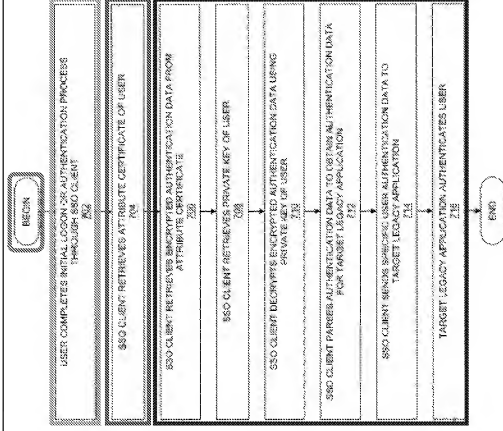 BEGIN
USER COMPLETES INITIAL LOGON OR AUTHENTICATION PROCESS
THROUGH SSO CLIENT
702
SSO CLIENT RETRIEVES ATTRIBUTE CERTIFICATE OF USER
704
SSO CLIENT RETRIEVES ENCRYPTED AUTHENTICATION DATA FROM
ATTRIBUTE CERTIFICATE
706
SSO CLIENT RETRIEVES PRIVATE KEY OF USER
708
SSO CLIENT DECRYPTS ENCRYPTED AUTHENTICATION DATA USING
PRIVATE KEY OF USER
710
SSO CLIENT PARSES AUTHENTICATION DATA TO OBTAIN AUTHENTICATION DATA
FOR TARGET LEGACY APPLICATION
712
SSO CLIENT SENDS SPECIFIC USER AUTHENTICATION DATA TO
TARGET LEGACY APPLICATION
714
TARGET LEGACY APPLICATION AUTHENTICATES USER
716
END